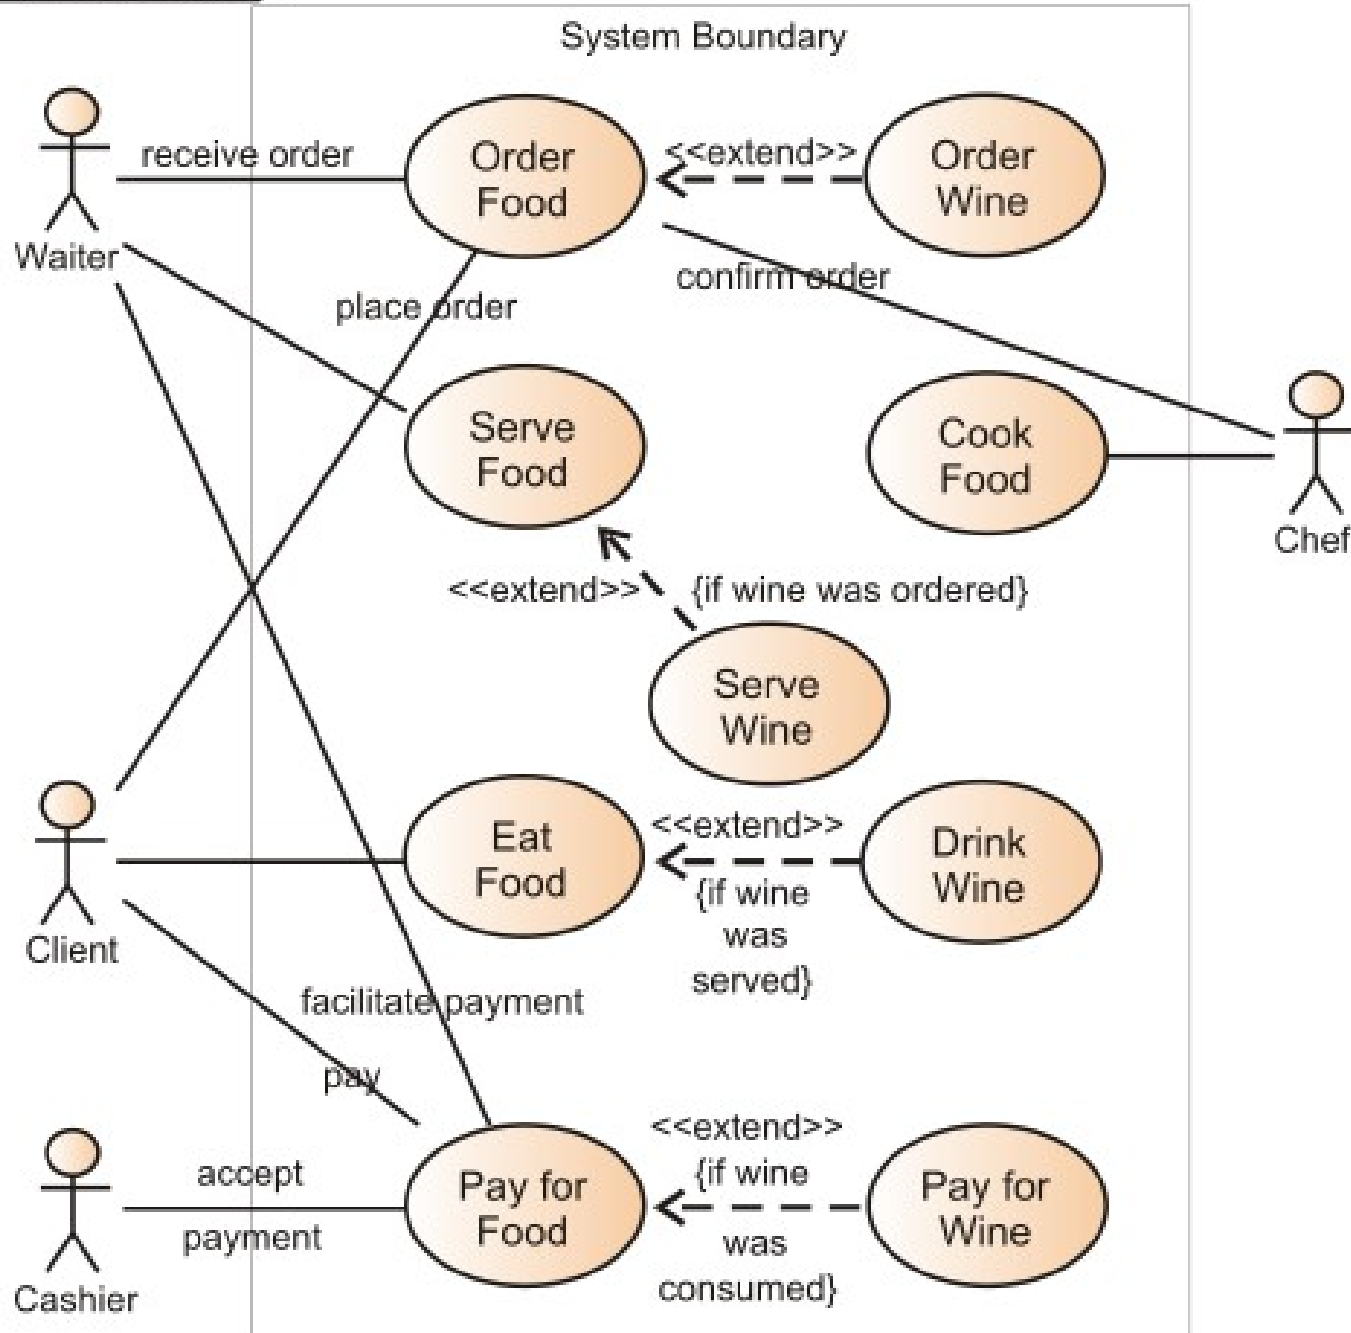 System Boundary
receive order
Order
Food
<<extend>>
Order
Wine
Waiter
confirm order
place order
Serve
Food
Cook
Food
Chef
<<extend>>
{if wine was ordered}
Serve
Wine
Eat
Food
<<extend>>
{if wine
was
served}
Drink
Wine
Client
facilitate payment
pay
accept
payment
Pay for
Food
<<extend>>
{if wine
was
consumed}
Pay for
Wine
Cashier